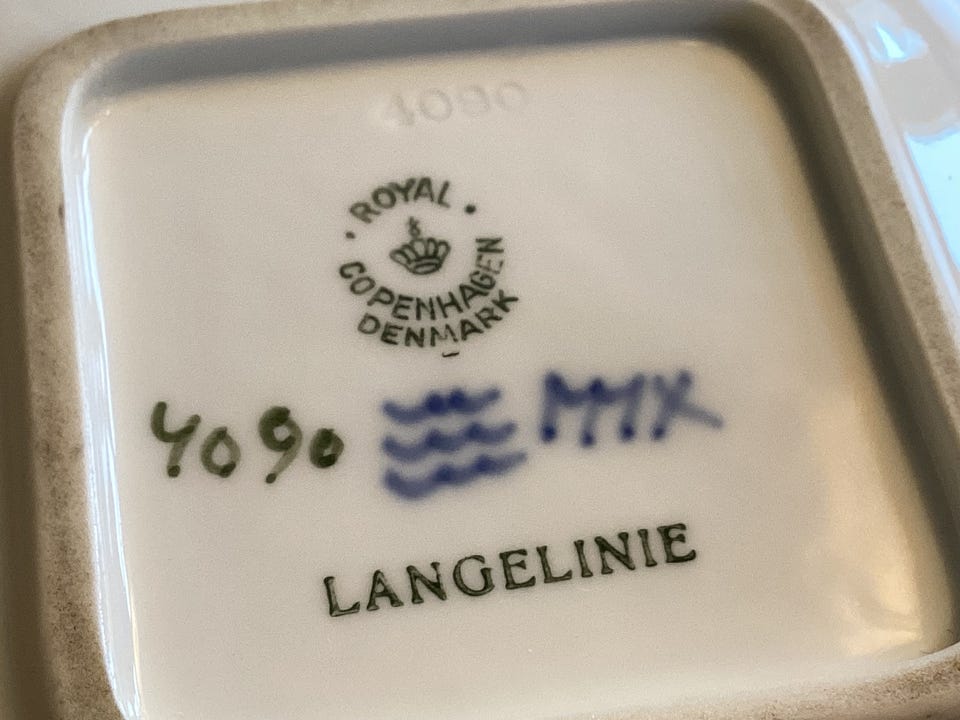 4090
ROYAL
COPENHAGEN
DENMARK
4090
LANGELINIE